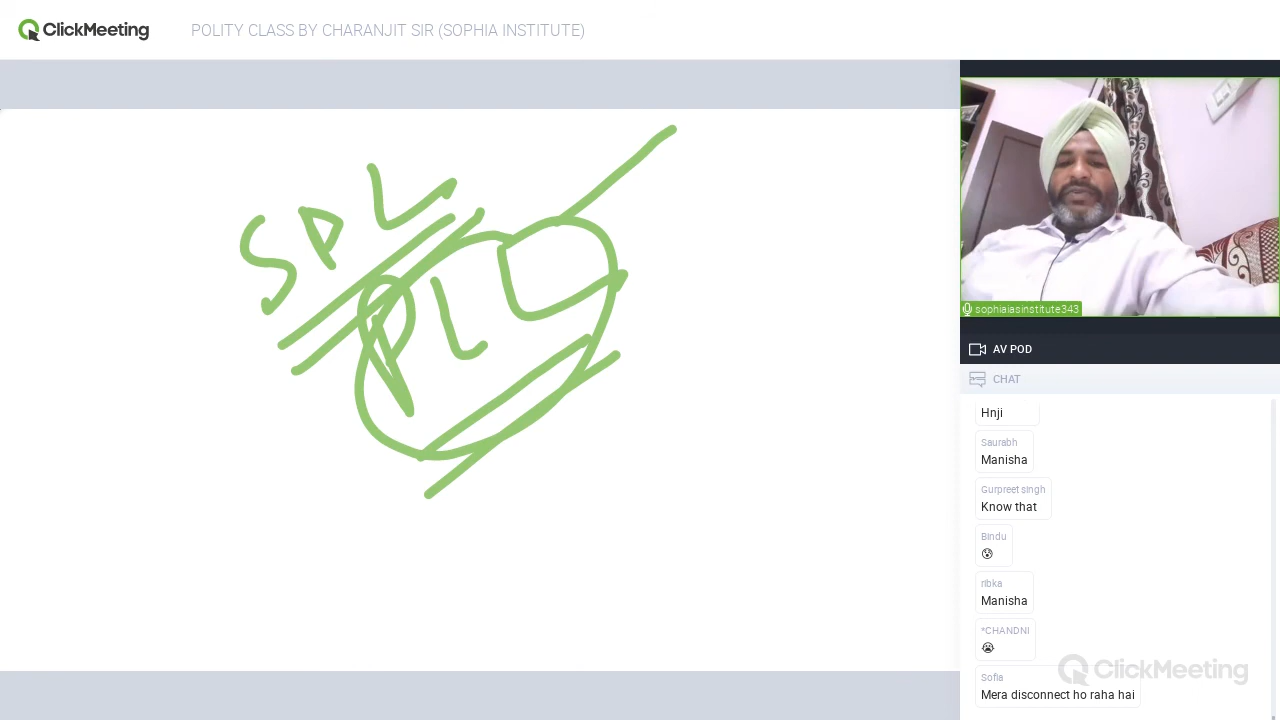 ClickMeeting
POLITY CLASS BY CHARANJIT SIR (SOPHIA INSTITUTE)
SPL
PL
sophiaiasinstitute343
AV POD
CHAT
Hnji
Saurabh
Manisha
Gurpreet singh
Know that
Bindu
😰
ribka
Manisha
*CHANDNI
😭
Sofia
Mera disconnect ho raha hai
ClickMeeting